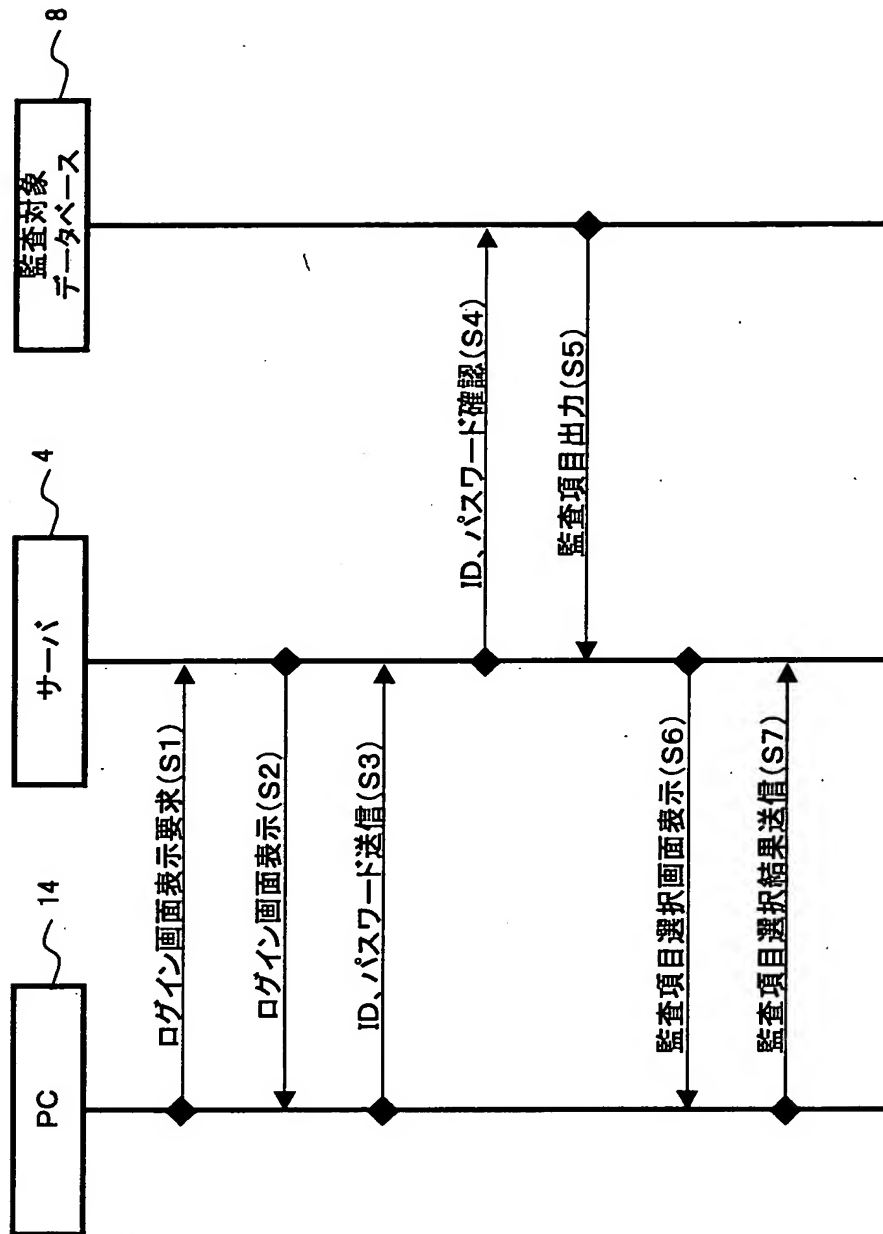 PC
14
サーバ
4
監査対象
データベース
8
ログイン画面表示要求(S1)
ログイン画面表示(S2)
ID、パスワード送信(S3)
ID、パスワード確認(S4)
監査項目出力(S5)
監査項目選択画面表示(S6)
監査項目選択結果送信(S7)